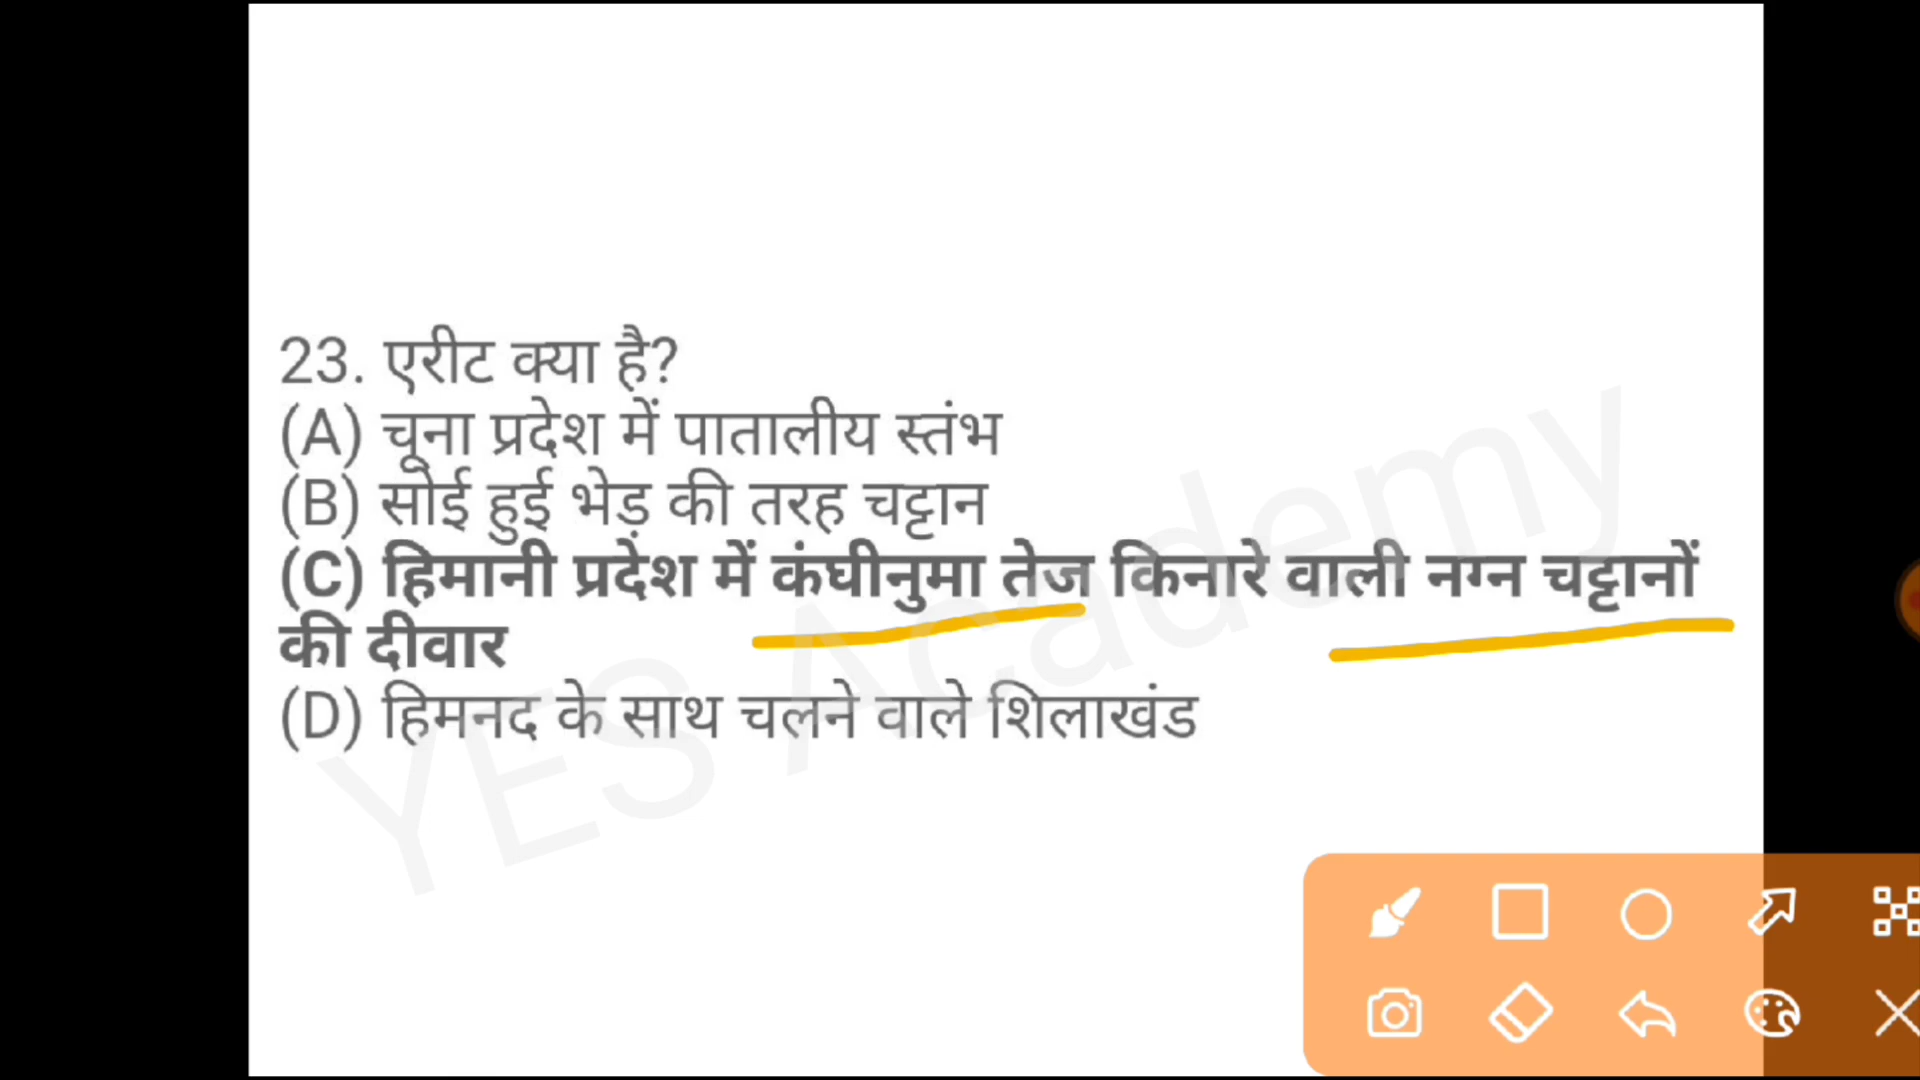 23. एरीट क्या है?
(A) चूना प्रदेश में पातालीय स्तंभ
(B) सोई हुई भेड़ की तरह चट्टान
(C) हिमानी प्रदेश में कंघीनुमा तेज किनारे वाली नग्न चट्टानों
की दीवार
(D) हिमनद के साथ चलने वाले शिलाखंड
YES Academy